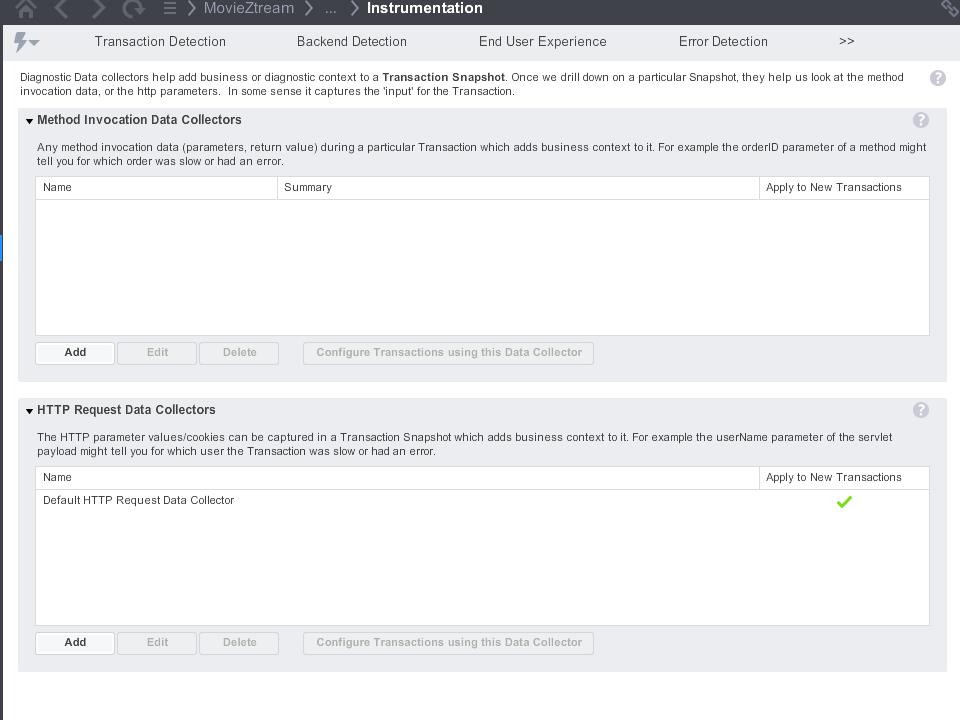 MovieZtream ... Instrumentation
Transaction Detection Backend Detection End User Experience Error Detection >>
Diagnostic Data collectors help add business or diagnostic context to a Transaction Snapshot. Once we drill down on a particular Snapshot, they help us look at the method
invocation data, or the http parameters. In some sense it captures the 'input' for the Transaction.
?
Method Invocation Data Collectors
?
Any method invocation data (parameters, return value) during a particular Transaction which adds business context to it. For example the orderID parameter of a method might
tell you for which order was slow or had an error.
Name Summary Apply to New Transactions
Add Edit Delete Configure Transactions using this Data Collector
HTTP Request Data Collectors
?
The HTTP parameter values/cookies can be captured in a Transaction Snapshot which adds business context to it. For example the userName parameter of the servlet
payload might tell you for which user the Transaction was slow or had an error.
Name Apply to New Transactions
Default HTTP Request Data Collector
Add Edit Delete Configure Transactions using this Data Collector